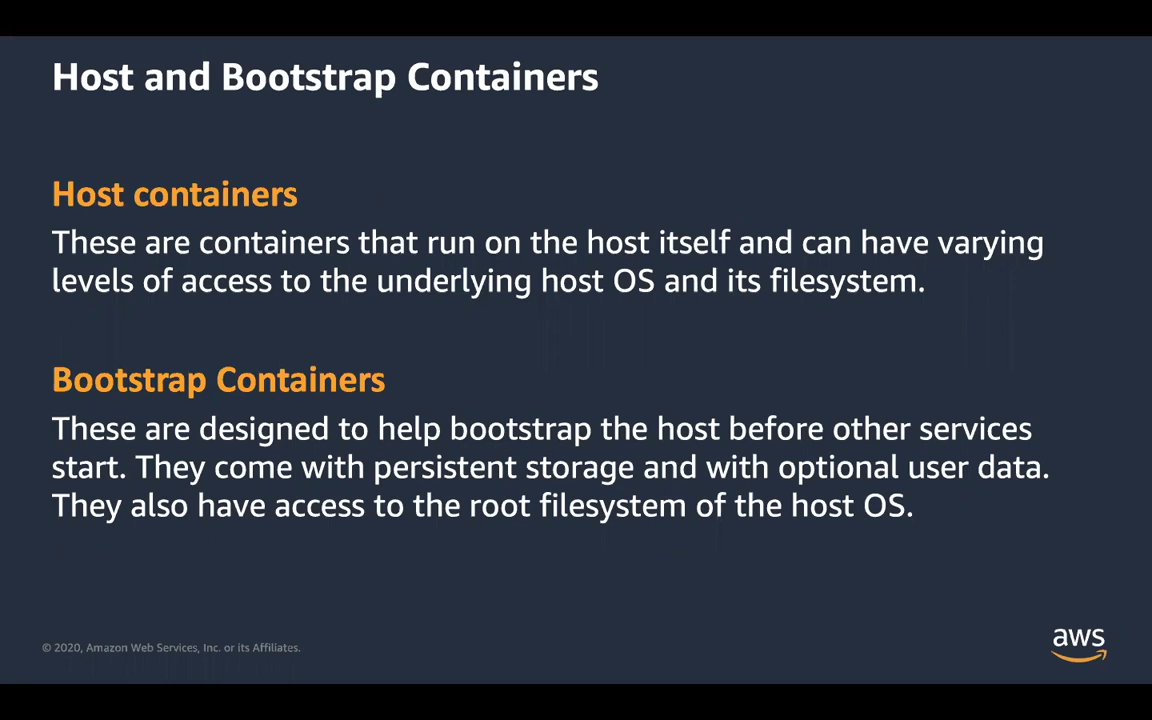 Host and Bootstrap Containers
Host containers
These are containers that run on the host itself and can have varying
levels of access to the underlying host OS and its filesystem.
Bootstrap Containers
These are designed to help bootstrap the host before other services
start. They come with persistent storage and with optional user data.
They also have access to the root filesystem of the host OS.
© 2020, Amazon Web Services, Inc. or its Affiliates.
aws